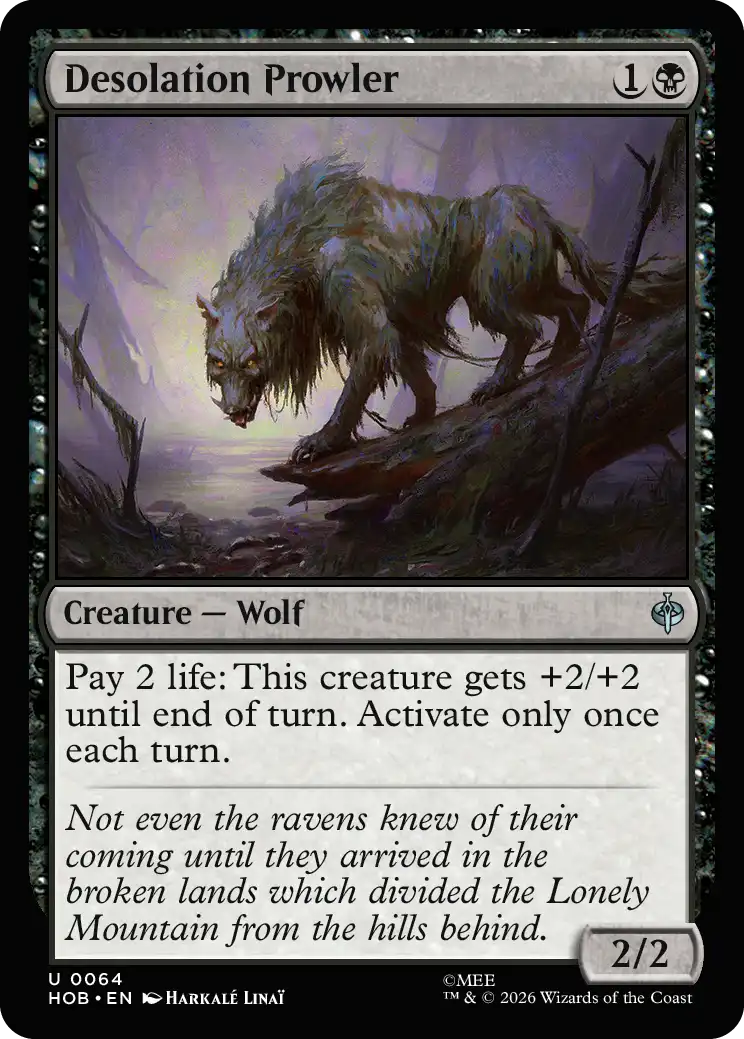 Desolation Prowler 1
Creature — Wolf
Pay 2 life: This creature gets +2/+2
until end of turn. Activate only once
each turn.
Not even the ravens knew of their
coming until they arrived in the
broken lands which divided the Lonely
Mountain from the hills behind.
2/2
U 0064
HOB • EN Harkalé Linaï
©MEE
™ & © 2026 Wizards of the Coast